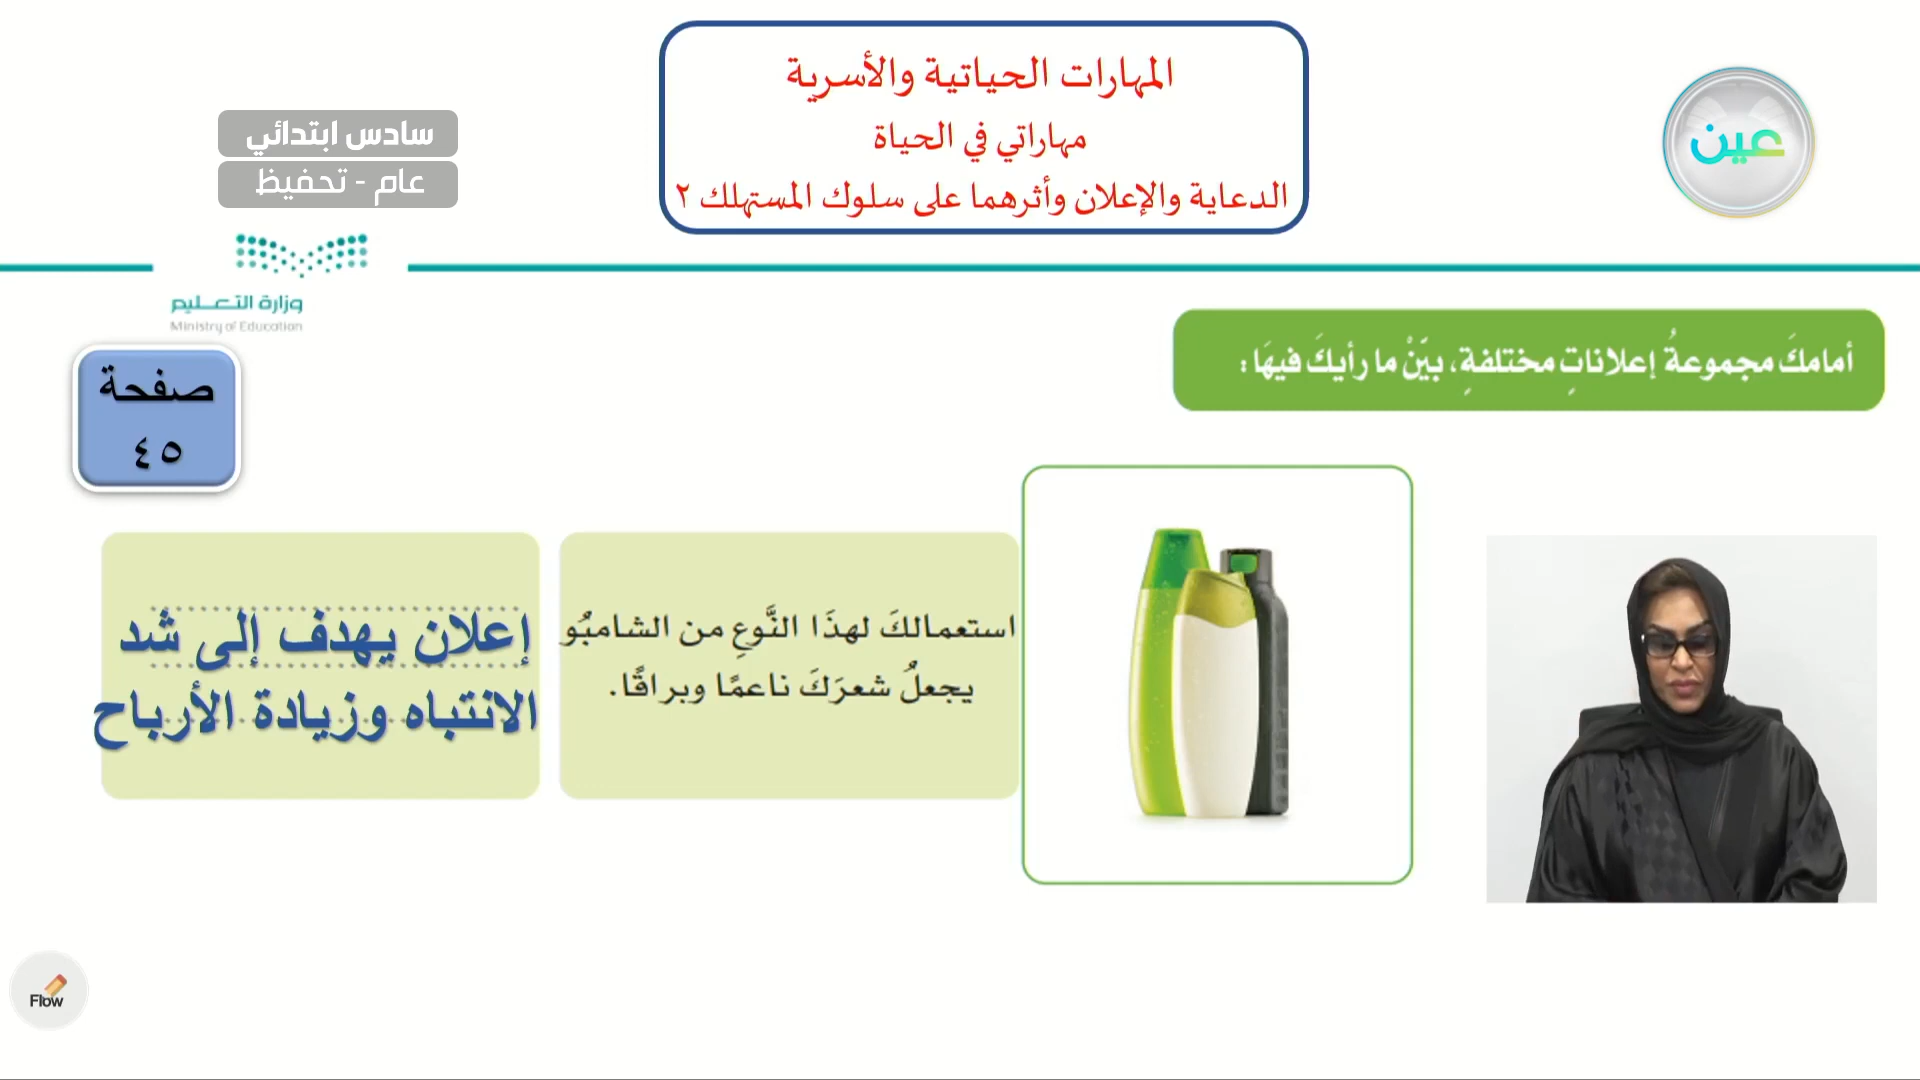 المهارات الحياتية والأسرية
مهاراتي في الحياة
الدعاية والإعلان وأثرهما على سلوك المستهلك ٢
عين
سادس ابتدائي
عام - تحفيظ
وزارة التعليم
Ministry of Education
أمامكَ مجموعةُ إعلاناتٍ مختلفةٍ، بيّنْ ما رأيكَ فيهَا:
صفحة
٤٥
استعمالكَ لهذَا النَّوعِ من الشامبُو
يجعلُ شعرَكَ ناعمًا وبراقًا.
إعلان يهدف إلى شد
الانتباه وزيادة الأرباح
Flow